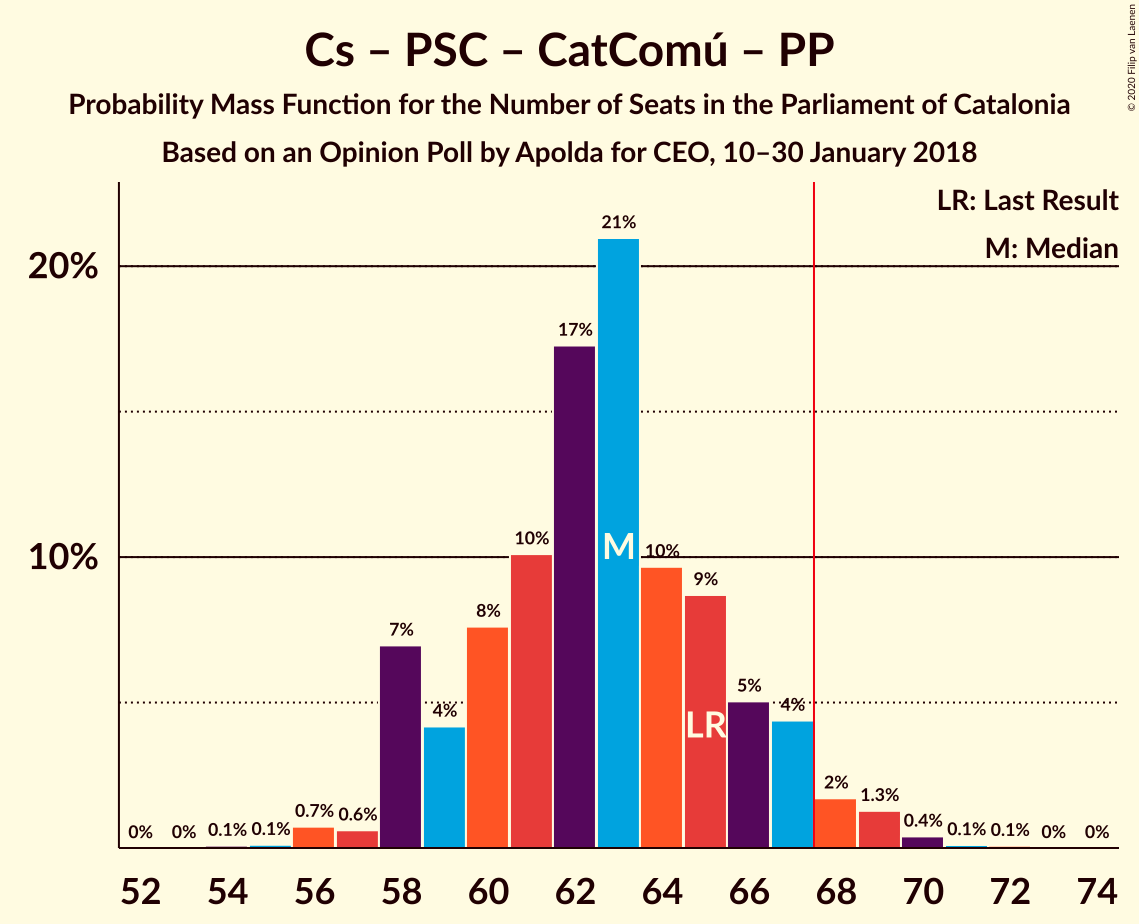 Cs – PSC – CatComú – PP
Probability Mass Function for the Number of Seats in the Parliament of Catalonia
Based on an Opinion Poll by Apolda for CEO, 10–30 January 2018
© 2020 Filip van Laenen
LR: Last Result
M: Median
20%
10%
0%
0%
0.1%
0.1%
0.7%
0.6%
7%
4%
8%
10%
17%
21%
10%
9%
5%
4%
2%
1.3%
0.4%
0.1%
0.1%
0%
0%
M
LR
52 54 56 58 60 62 64 66 68 70 72 74